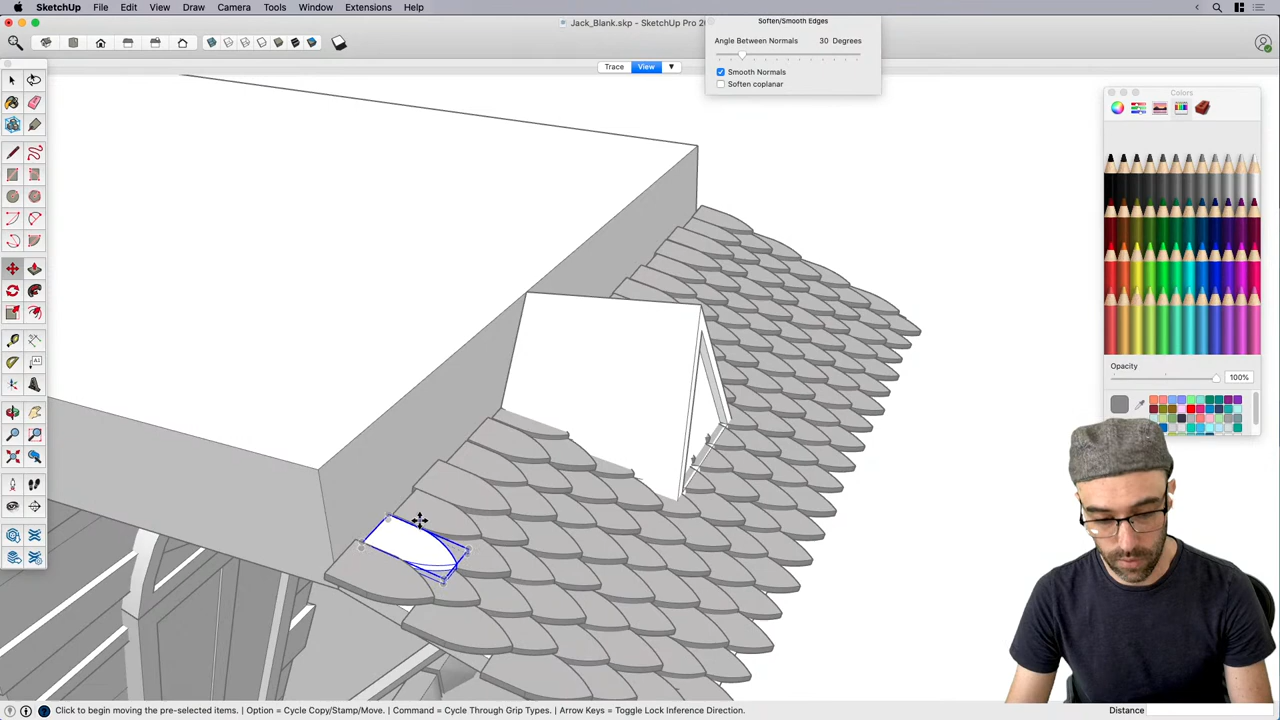 SketchUp File Edit View Draw Camera Tools Window Extensions Help
Jack_Blank.skp - SketchUp Pro 20
Soften/Smooth Edges
Angle Between Normals 30 Degrees
Smooth Normals
Soften coplanar
Trace View ▼
Colors
Opacity
100%
Click to begin moving the pre-selected items. | Option = Cycle Copy/Stamp/Move. | Command = Cycle Through Grip Types. | Arrow Keys = Toggle Lock Inference Direction.
Distance